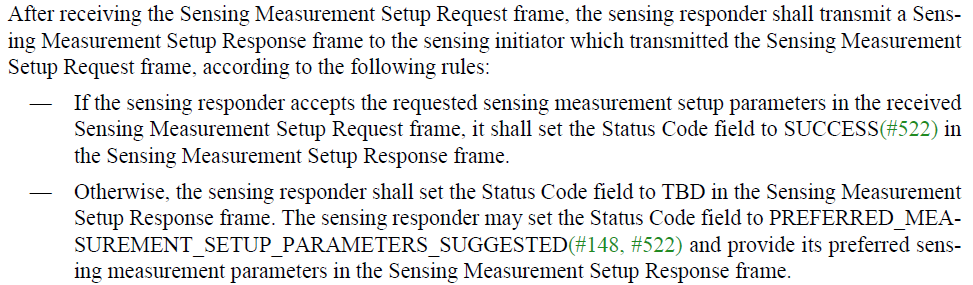 After receiving the Sensing Measurement Setup Request frame, the sensing responder shall transmit a Sens-
ing Measurement Setup Response frame to the sensing initiator which transmitted the Sensing Measurement
Setup Request frame, according to the following rules:
— If the sensing responder accepts the requested sensing measurement setup parameters in the received
Sensing Measurement Setup Request frame, it shall set the Status Code field to SUCCESS(#522) in
the Sensing Measurement Setup Response frame.
— Otherwise, the sensing responder shall set the Status Code field to TBD in the Sensing Measurement
Setup Response frame. The sensing responder may set the Status Code field to PREFERRED_MEA-
SUREMENT_SETUP_PARAMETERS_SUGGESTED(#148, #522) and provide its preferred sens-
ing measurement parameters in the Sensing Measurement Setup Response frame.